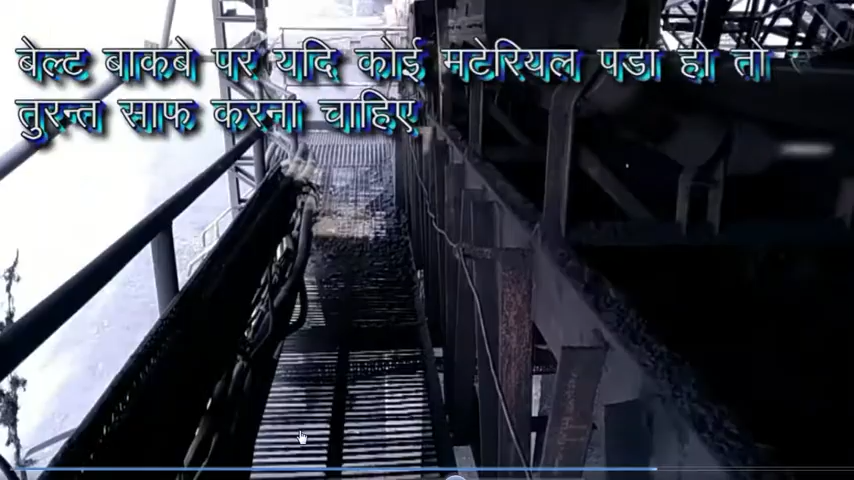 बेल्ट बाकबे पर यदि कोई मटेरियल पडा हो तो
तुरन्त साफ करना चाहिए